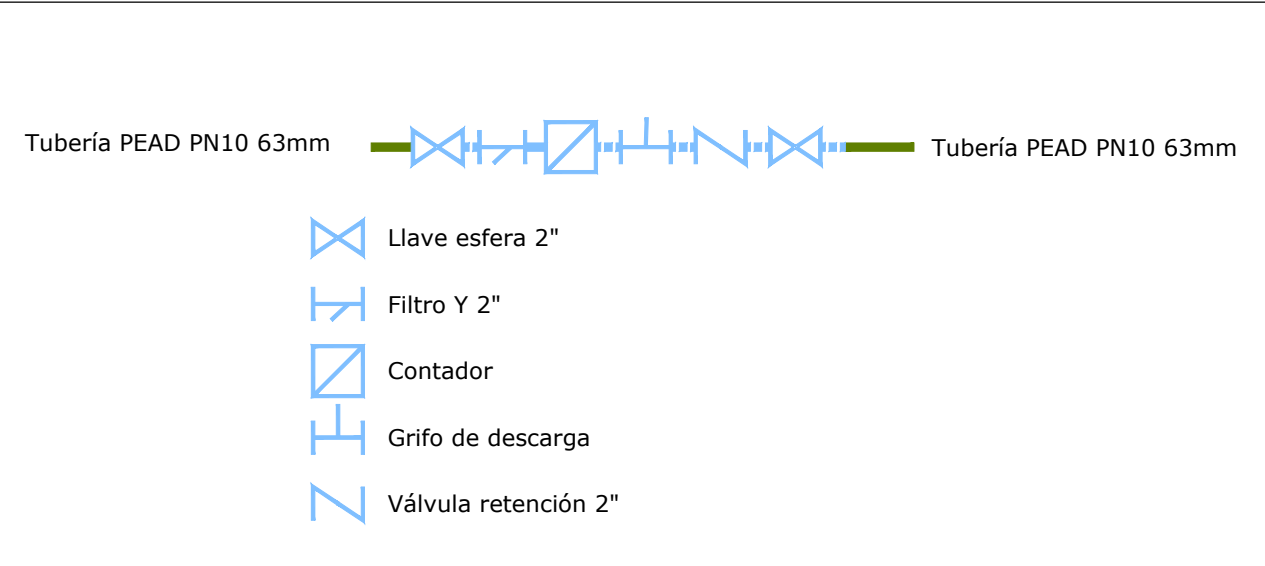 Tubería PEAD PN10 63mm
Tubería PEAD PN10 63mm
Llave esfera 2"
Filtro Y 2"
Contador
Grifo de descarga
Válvula retención 2"